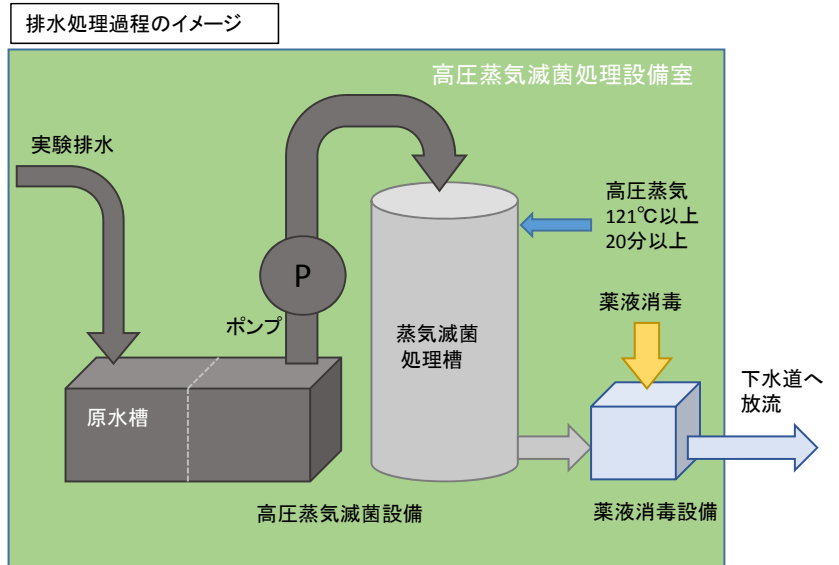 排水処理過程のイメージ
高圧蒸気滅菌処理設備室
実験排水
高圧蒸気
121℃以上
20分以上
P
ポンプ
薬液消毒
蒸気滅菌
処理槽
下水道へ
放流
原水槽
高圧蒸気滅菌設備
薬液消毒設備